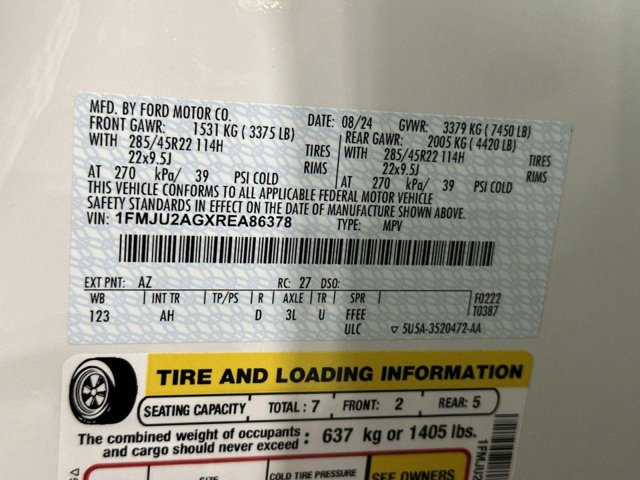 MFD. BY FORD MOTOR CO. DATE: 08/24 GVWR: 3379 KG ( 7450 LB)
FRONT GAWR: 1531 KG ( 3375 LB) REAR GAWR: 2005 KG ( 4420 LB)
WITH 285/45R22 114H TIRES WITH 285/45R22 114H TIRES
22x9.5J RIMS 22x9.5J RIMS
AT 270 kPa/ 39 PSI COLD AT 270 kPa/ 39 PSI COLD
THIS VEHICLE CONFORMS TO ALL APPLICABLE FEDERAL MOTOR VEHICLE
SAFETY STANDARDS IN EFFECT ON THE DATE OF MANUFACTURE SHOWN ABOVE.
VIN: 1FMJU2AGXREA86378 TYPE: MPV
EXT PNT: AZ RC: 27 DSO:
WB INT TR TP/PS R AXLE TR SPR F0222
123 AH D 3L U FFEE T0387
ULC ▽ 5U5A-3520472-AA
TIRE AND LOADING INFORMATION
SEATING CAPACITY TOTAL : 7 FRONT: 2 REAR: 5
The combined weight of occupants and cargo should never exceed : 637 kg or 1405 lbs.
SIZE COLD TIRE PRESSURE SEE OWNERS
1FMJU2